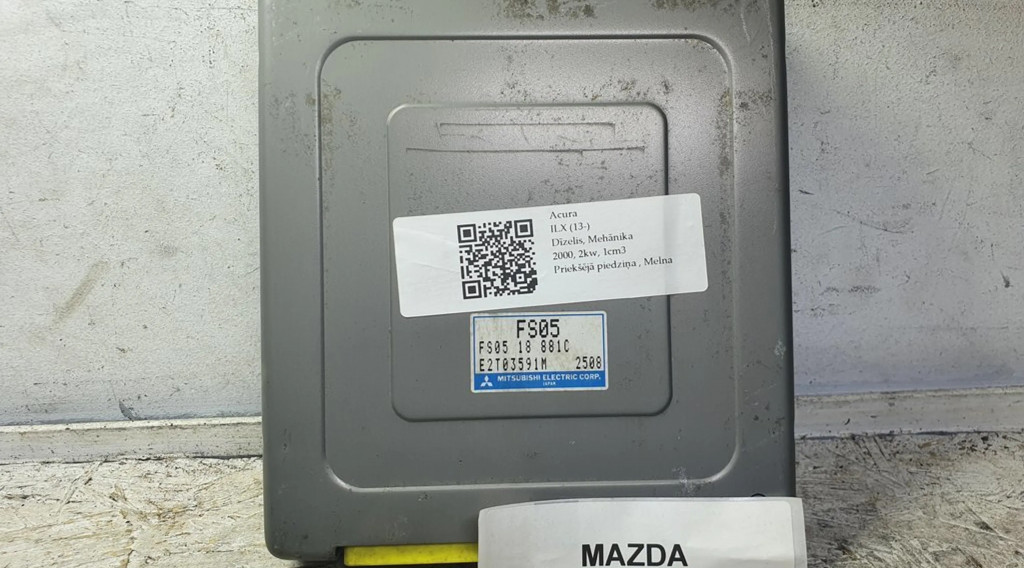 Acura
ILX (13-)
Dīzelis, Mehānika
2000, 2kw, 1cm3
Priekšējā piedziņa , Melna
FS05
FS05 18 881C
E2T03591M 2508
MITSUBISHI ELECTRIC CORP.
JAPAN
MAZDA